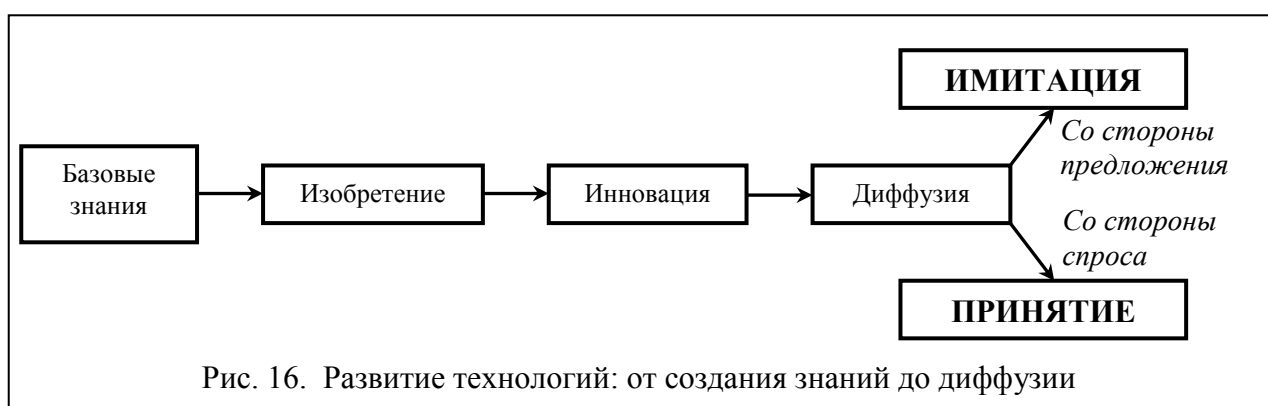 ИМИТАЦИЯ
Со стороны
предложения
Базовые
знания
Изобретение
Инновация
Диффузия
Со стороны
спроса
ПРИНЯТИЕ
Рис. 16. Развитие технологий: от создания знаний до диффузии